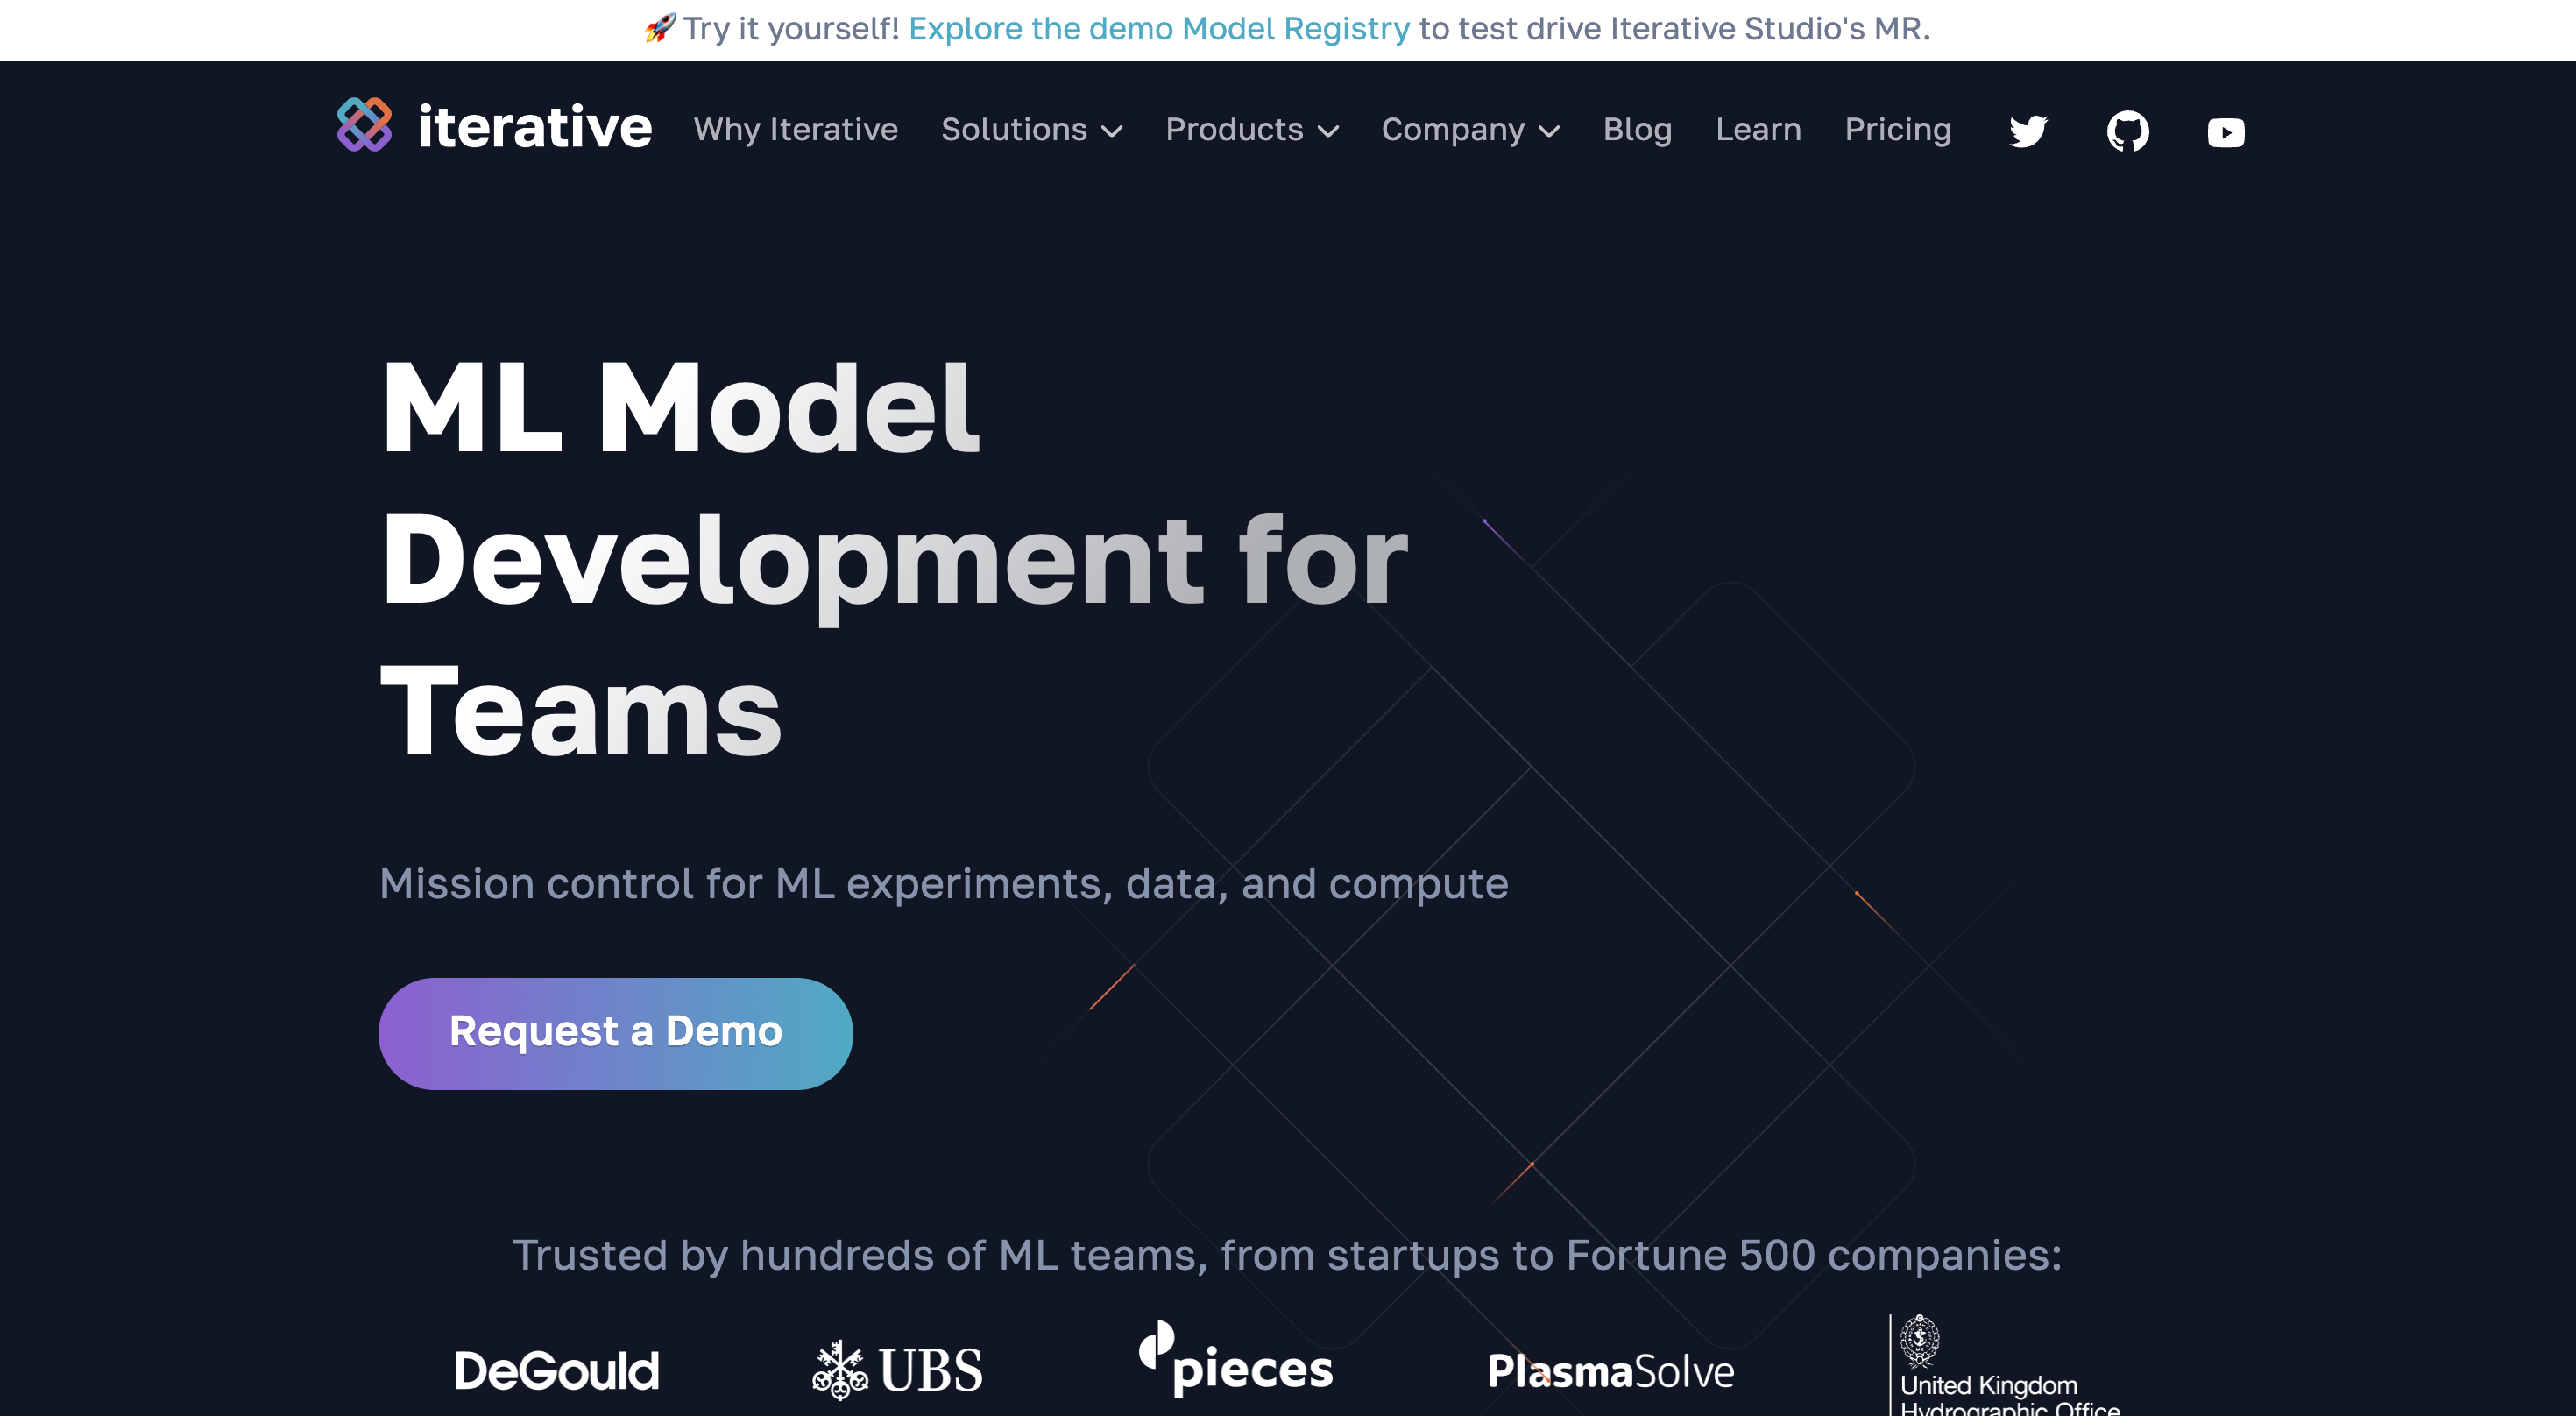 🚀 Try it yourself! Explore the demo Model Registry to test drive Iterative Studio's MR.
iterative Why Iterative Solutions Products Company Blog Learn Pricing
ML Model
Development for
Teams
Mission control for ML experiments, data, and compute
Request a Demo
Trusted by hundreds of ML teams, from startups to Fortune 500 companies:
DeGould UBS pieces PlasmaSolve
United Kingdom
Hydrographic Office